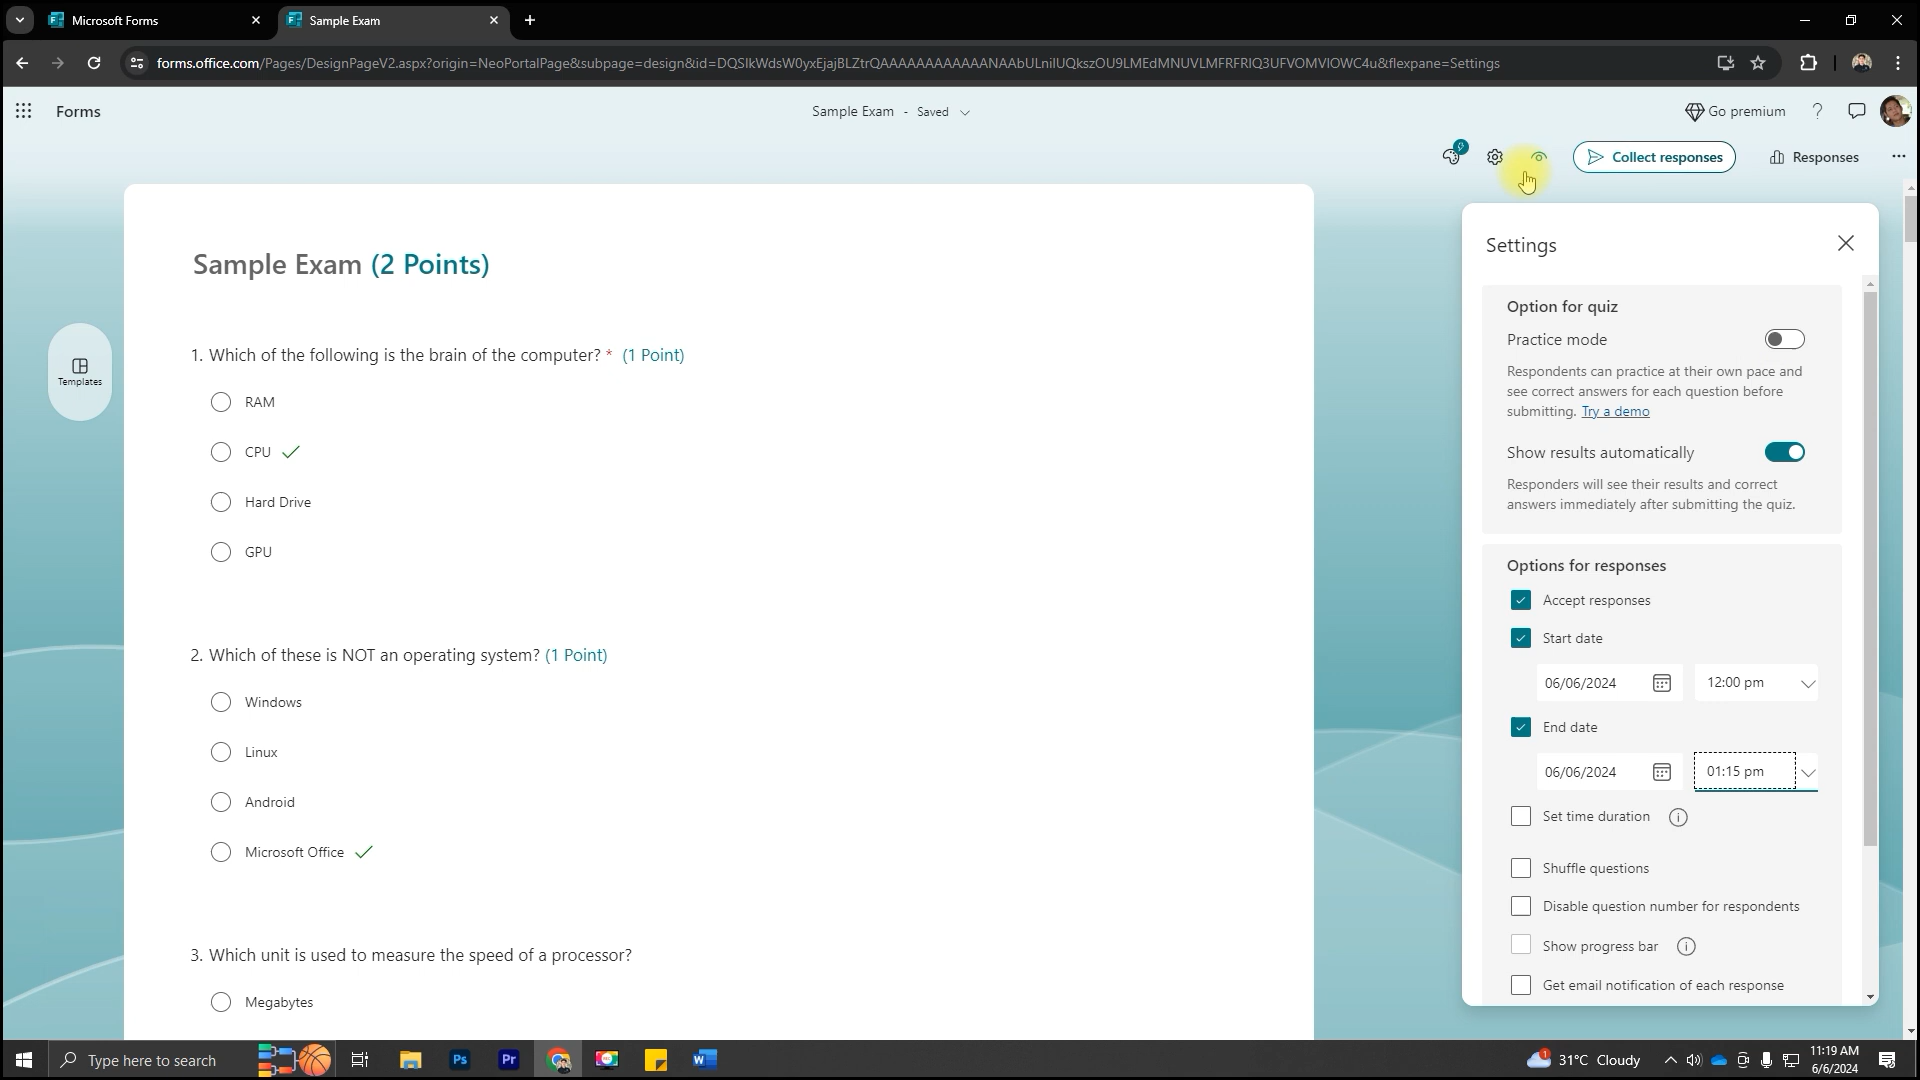 Microsoft Forms
Sample Exam
forms.office.com/Pages/DesignPageV2.aspx?origin=NeoPortalPage&subpage=design&id=DQSIkWdsW0yxEjajBLZtrQAAAAAAAAAAAANAAbULnilUQkszOU9LMEdMNUVLMFRFRlQ3UFVOMVlOWC4u&flexpane=Settings
Forms
Sample Exam - Saved
Go premium
?
Collect responses
Responses
Templates
Sample Exam (2 Points)
1. Which of the following is the brain of the computer? * (1 Point)
RAM
CPU
Hard Drive
GPU
2. Which of these is NOT an operating system? (1 Point)
Windows
Linux
Android
Microsoft Office
3. Which unit is used to measure the speed of a processor?
Megabytes
Settings
Option for quiz
Practice mode
Respondents can practice at their own pace and
see correct answers for each question before
submitting. Try a demo
Show results automatically
Responders will see their results and correct
answers immediately after submitting the quiz.
Options for responses
Accept responses
Start date
06/06/2024 12:00 pm
End date
06/06/2024 01:15 pm
Set time duration
Shuffle questions
Disable question number for respondents
Show progress bar
Get email notification of each response
Type here to search
Ps
Pr
W
1
31°C Cloudy
11:19 AM
6/6/2024